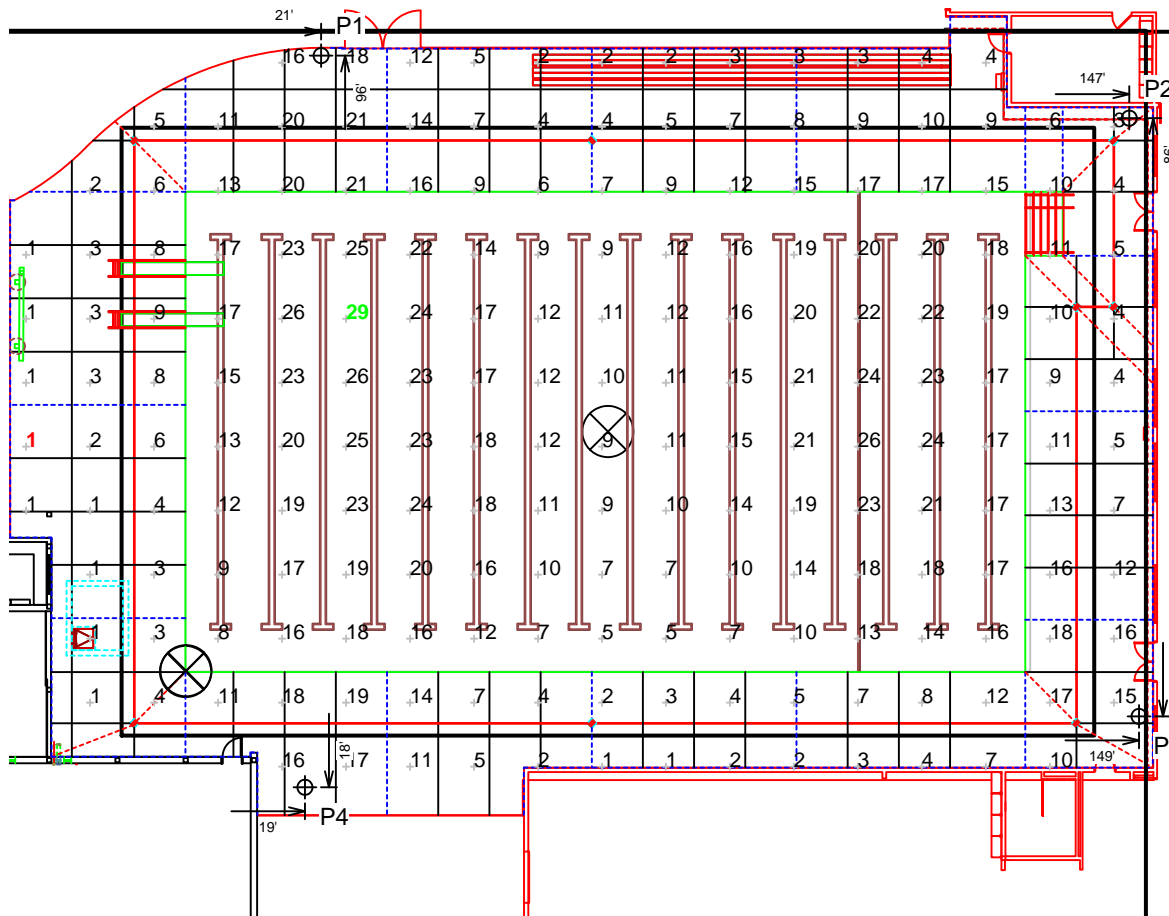 21' P1
16 18 12 5 2 2 2 3 3 3 4 4
147' P2
96'
5 11 20 21 14 7 4 4 5 7 8 9 10 9 6 3
86'
2 6 13 20 21 16 9 6 7 9 12 15 17 17 15 10 4
1 3 8 17 23 25 22 14 9 9 12 16 19 20 20 18 11 5
1 3 9 17 26 29 24 17 12 11 12 16 20 22 22 19 10 4
1 3 8 15 23 26 23 17 12 10 11 15 21 24 23 17 9 4
1 2 6 13 20 25 23 18 12 9 11 15 21 26 24 17 11 5
1 1 4 12 19 23 24 18 11 9 10 14 19 23 21 17 13 7
1 3 9 17 19 20 16 10 7 7 10 14 18 18 17 16 12
1 3 8 16 18 16 12 7 5 5 7 10 13 14 16 18 16
1 4 11 18 19 14 7 4 2 3 4 5 7 8 12 17 15
P
18'
149'
16 17 11 5 2 1 1 2 2 3 4 7 10
19' P4